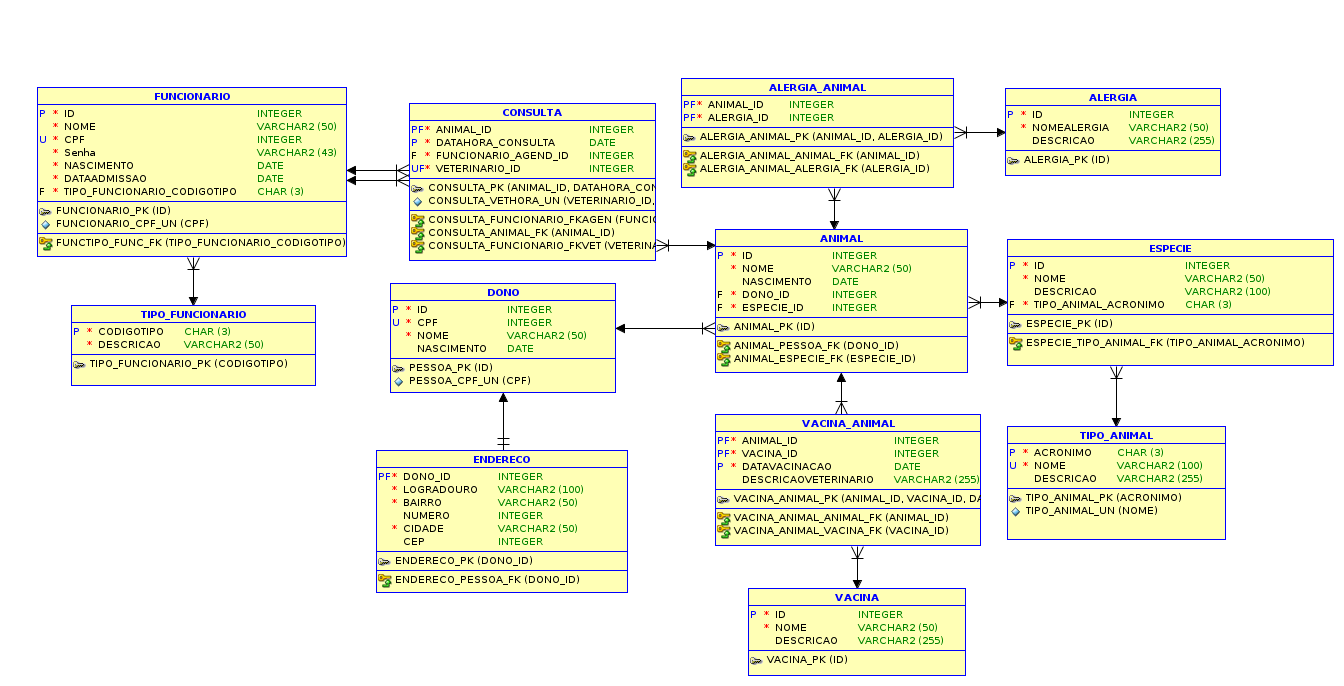 FUNCIONARIO
P * ID INTEGER
* NOME VARCHAR2 (50)
U * CPF INTEGER
* Senha VARCHAR2 (43)
* NASCIMENTO DATE
* DATAADMISSAO DATE
F * TIPO_FUNCIONARIO_CODIGOTIPO CHAR (3)
FUNCIONARIO_PK (ID)
FUNCIONARIO_CPF_UN (CPF)
FUNCTIPO_FUNC_FK (TIPO_FUNCIONARIO_CODIGOTIPO)
TIPO_FUNCIONARIO
P * CODIGOTIPO CHAR (3)
* DESCRICAO VARCHAR2 (50)
TIPO_FUNCIONARIO_PK (CODIGOTIPO)
CONSULTA
PF* ANIMAL_ID INTEGER
P * DATAHORA_CONSULTA DATE
F * FUNCIONARIO_AGEND_ID INTEGER
UF* VETERINARIO_ID INTEGER
CONSULTA_PK (ANIMAL_ID, DATAHORA_CON
CONSULTA_VETHORA_UN (VETERINARIO_ID,
CONSULTA_FUNCIONARIO_FKAGEN (FUNCIO
CONSULTA_ANIMAL_FK (ANIMAL_ID)
CONSULTA_FUNCIONARIO_FKVET (VETERINA
DONO
P * ID INTEGER
U * CPF INTEGER
* NOME VARCHAR2 (50)
NASCIMENTO DATE
PESSOA_PK (ID)
PESSOA_CPF_UN (CPF)
ENDERECO
PF* DONO_ID INTEGER
* LOGRADOURO VARCHAR2 (100)
* BAIRRO VARCHAR2 (50)
NUMERO INTEGER
* CIDADE VARCHAR2 (50)
CEP INTEGER
ENDERECO_PK (DONO_ID)
ENDERECO_PESSOA_FK (DONO_ID)
ALERGIA_ANIMAL
PF* ANIMAL_ID INTEGER
PF* ALERGIA_ID INTEGER
ALERGIA_ANIMAL_PK (ANIMAL_ID, ALERGIA_ID)
ALERGIA_ANIMAL_ANIMAL_FK (ANIMAL_ID)
ALERGIA_ANIMAL_ALERGIA_FK (ALERGIA_ID)
ALERGIA
P * ID INTEGER
* NOMEALERGIA VARCHAR2 (50)
DESCRICAO VARCHAR2 (255)
ALERGIA_PK (ID)
ANIMAL
P * ID INTEGER
* NOME VARCHAR2 (50)
NASCIMENTO DATE
F * DONO_ID INTEGER
F * ESPECIE_ID INTEGER
ANIMAL_PK (ID)
ANIMAL_PESSOA_FK (DONO_ID)
ANIMAL_ESPECIE_FK (ESPECIE_ID)
ESPECIE
P * ID INTEGER
* NOME VARCHAR2 (50)
DESCRICAO VARCHAR2 (100)
F * TIPO_ANIMAL_ACRONIMO CHAR (3)
ESPECIE_PK (ID)
ESPECIE_TIPO_ANIMAL_FK (TIPO_ANIMAL_ACRONIMO)
VACINA_ANIMAL
PF* ANIMAL_ID INTEGER
PF* VACINA_ID INTEGER
P * DATAVACINACAO DATE
DESCRICAOVETERINARIO VARCHAR2 (255)
VACINA_ANIMAL_PK (ANIMAL_ID, VACINA_ID, DA
VACINA_ANIMAL_ANIMAL_FK (ANIMAL_ID)
VACINA_ANIMAL_VACINA_FK (VACINA_ID)
TIPO_ANIMAL
P * ACRONIMO CHAR (3)
U * NOME VARCHAR2 (100)
DESCRICAO VARCHAR2 (255)
TIPO_ANIMAL_PK (ACRONIMO)
TIPO_ANIMAL_UN (NOME)
VACINA
P * ID INTEGER
* NOME VARCHAR2 (50)
DESCRICAO VARCHAR2 (255)
VACINA_PK (ID)